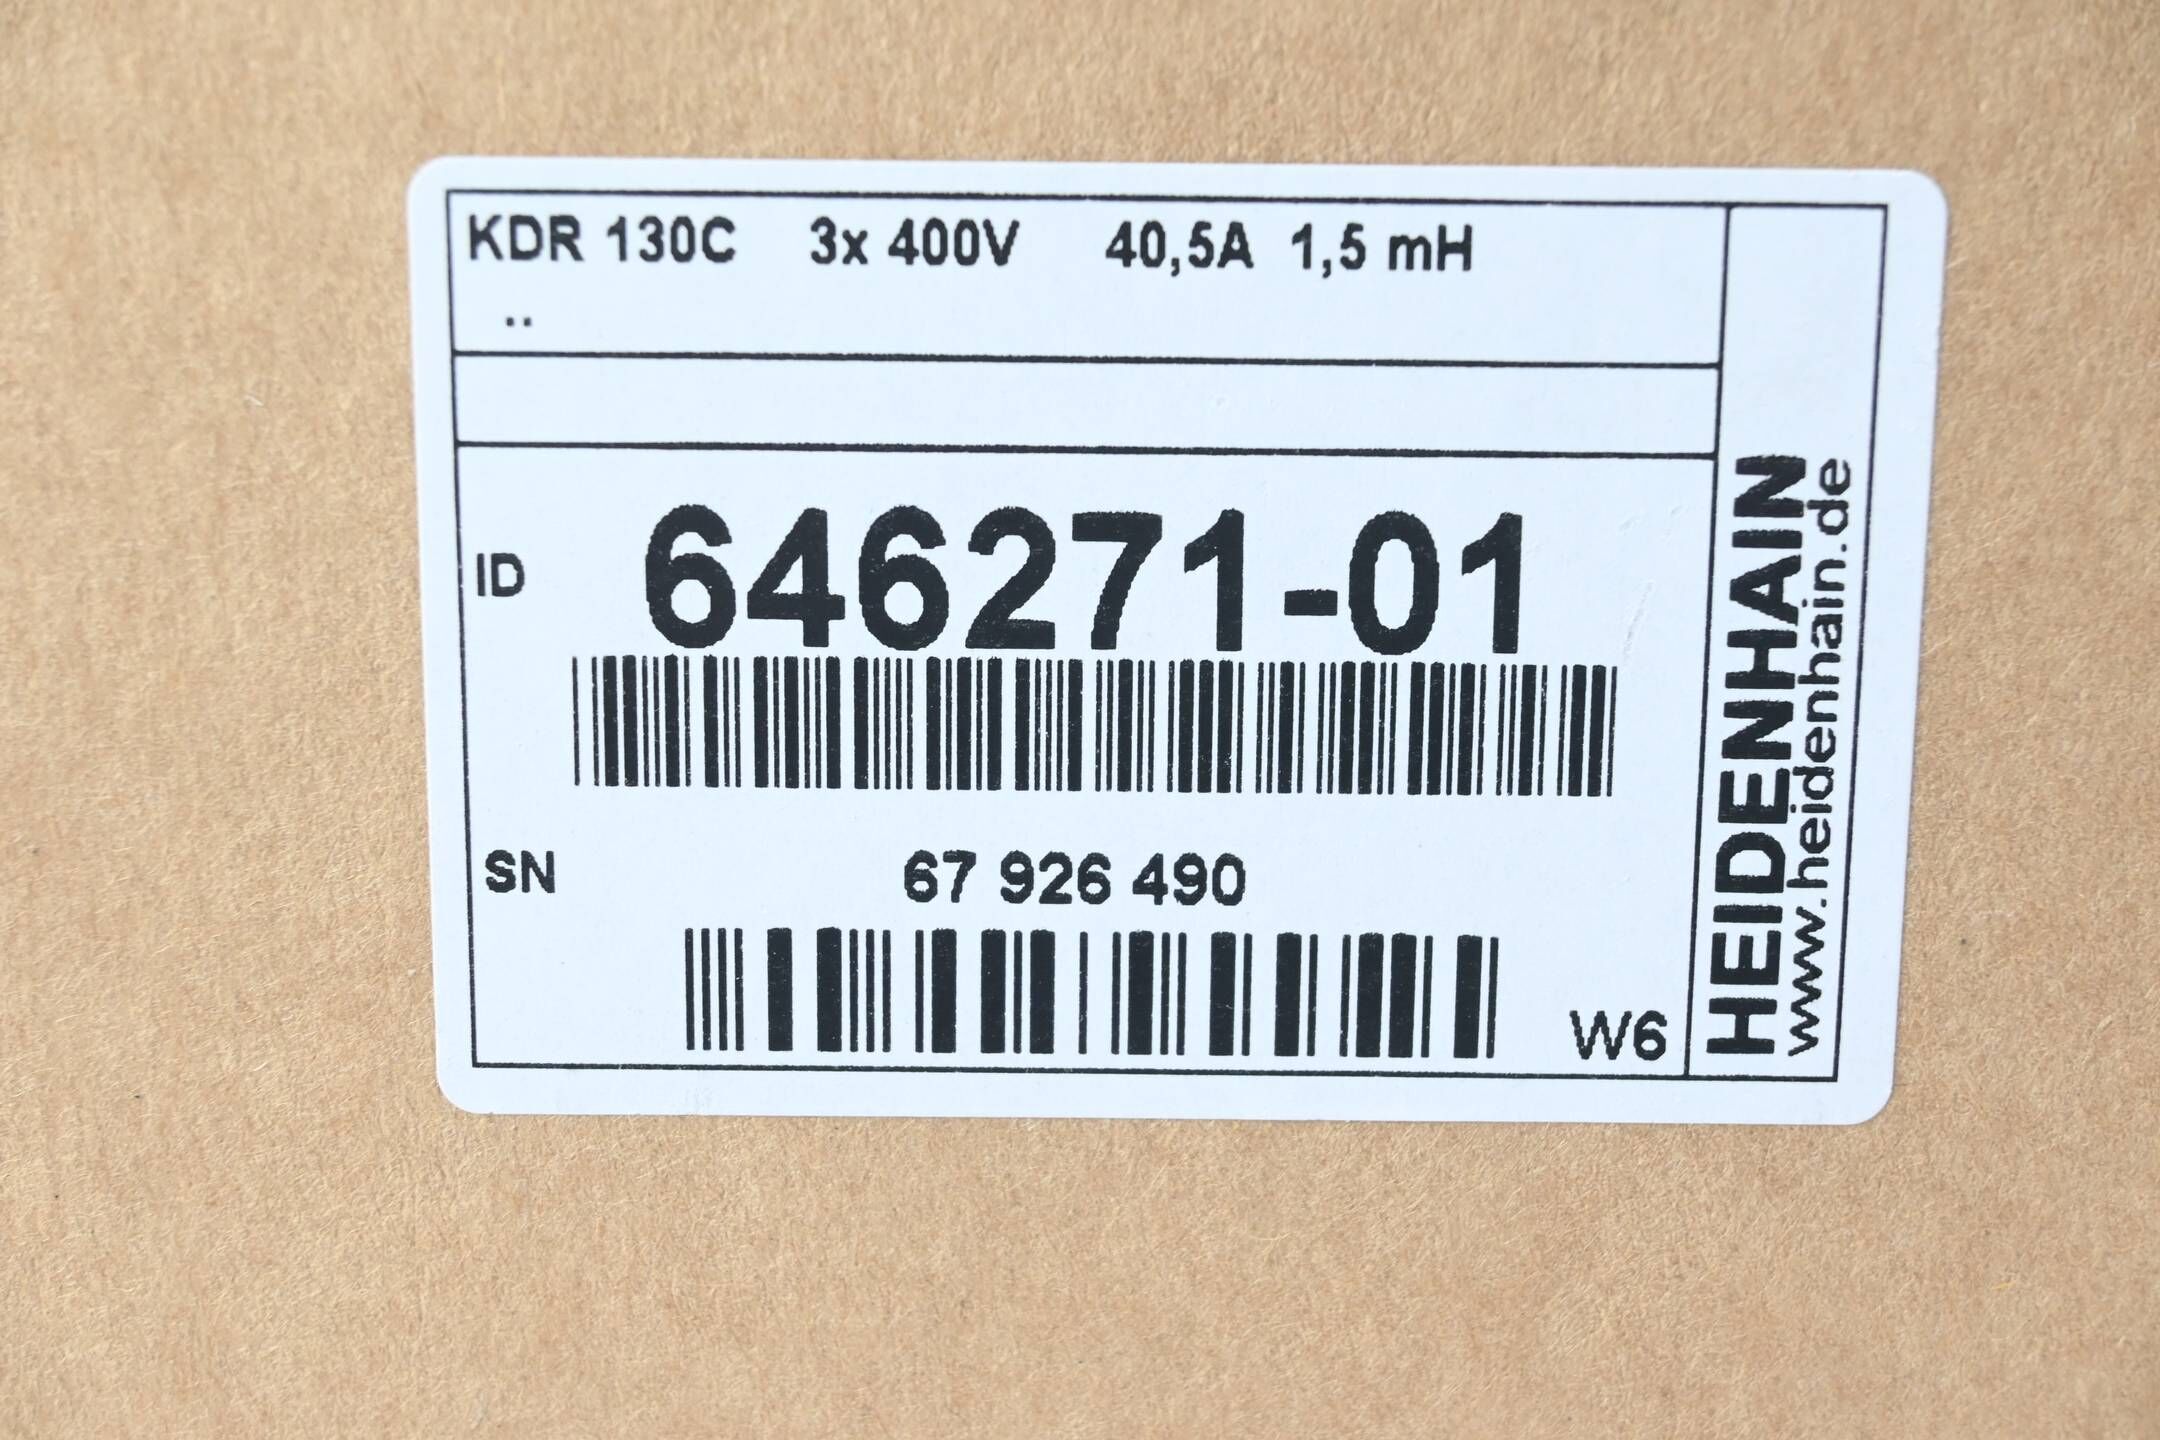 KDR 130C 3x 400V 40,5A 1,5 mH
..
ID 646271-01
SN 67 926 490
W6
HEIDENHAIN
www.heidenhain.de